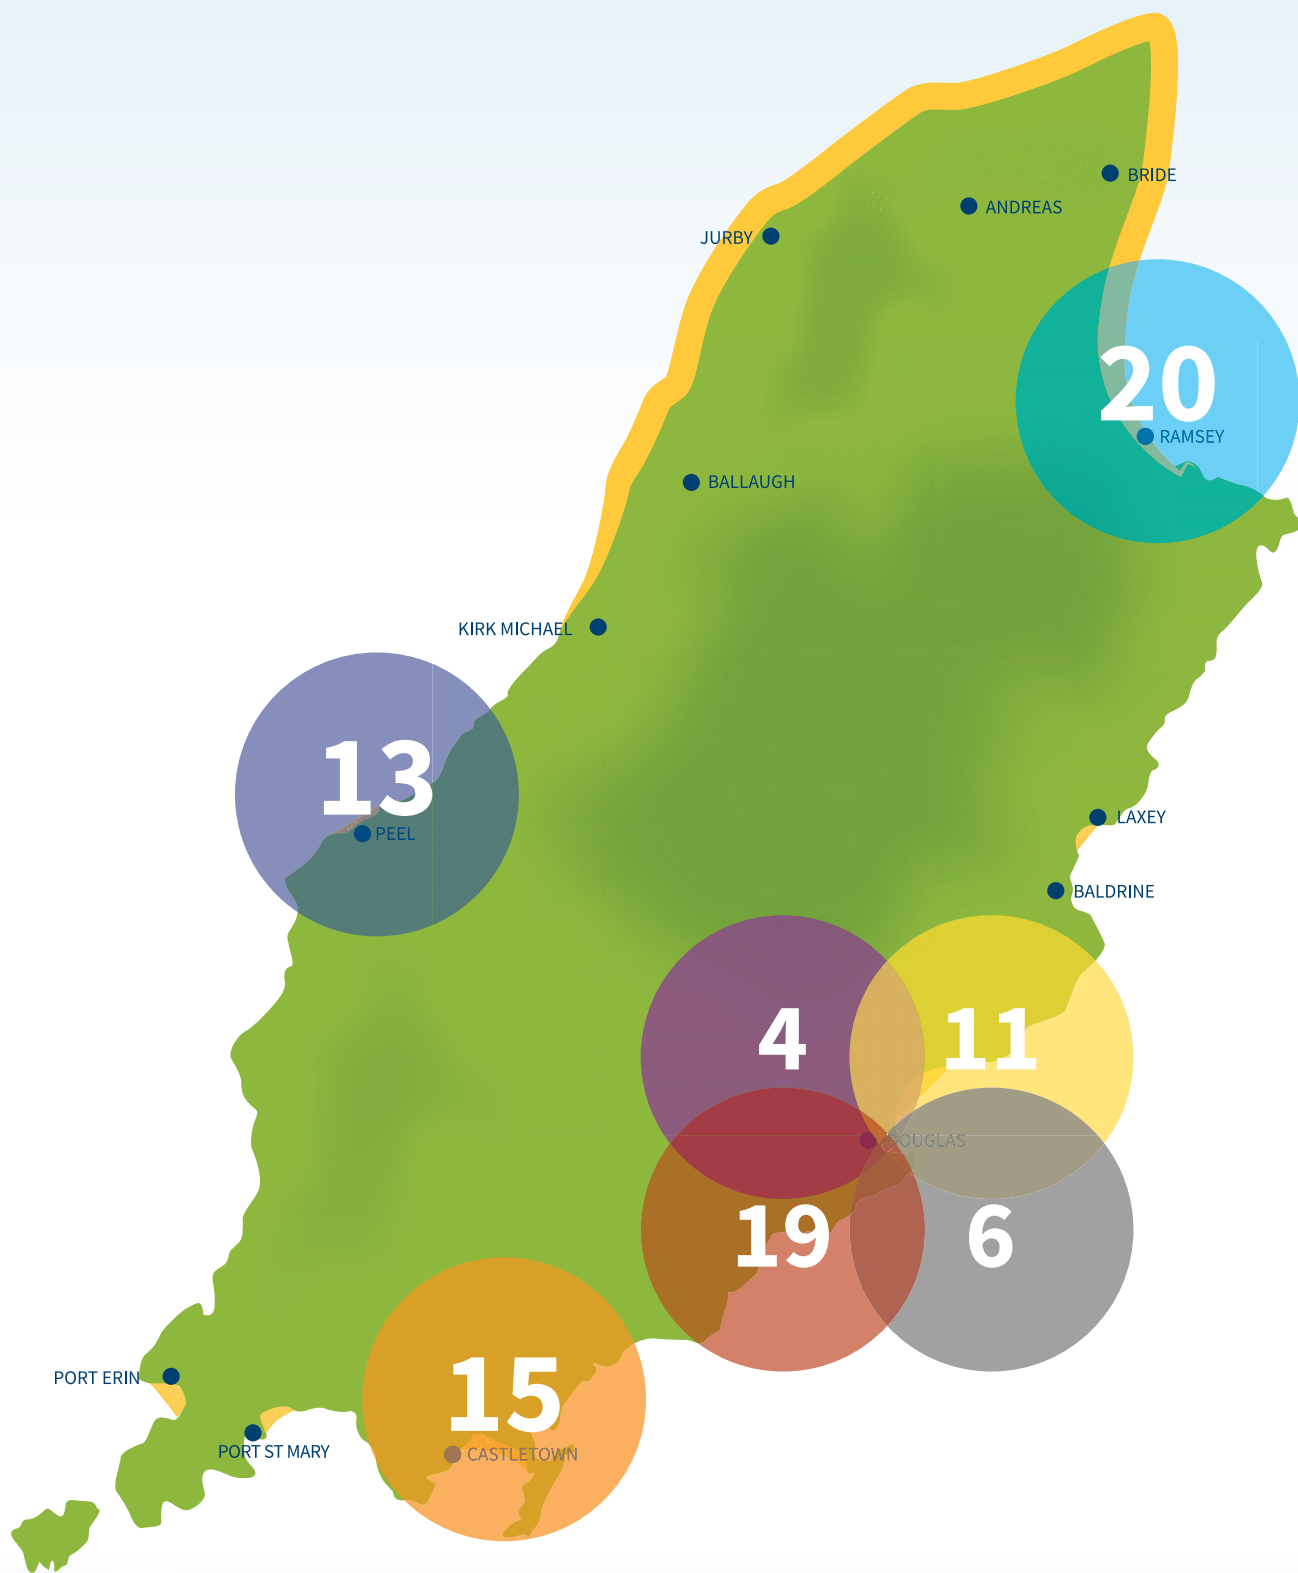 BRIDE
ANDREAS
JURBY
20
RAMSEY
BALLAUGH
KIRK MICHAEL
13
PEEL
LAXEY
BALDRINE
4
11
DOUGLAS
19
6
15
PORT ERIN
PORT ST MARY
CASTLETOWN